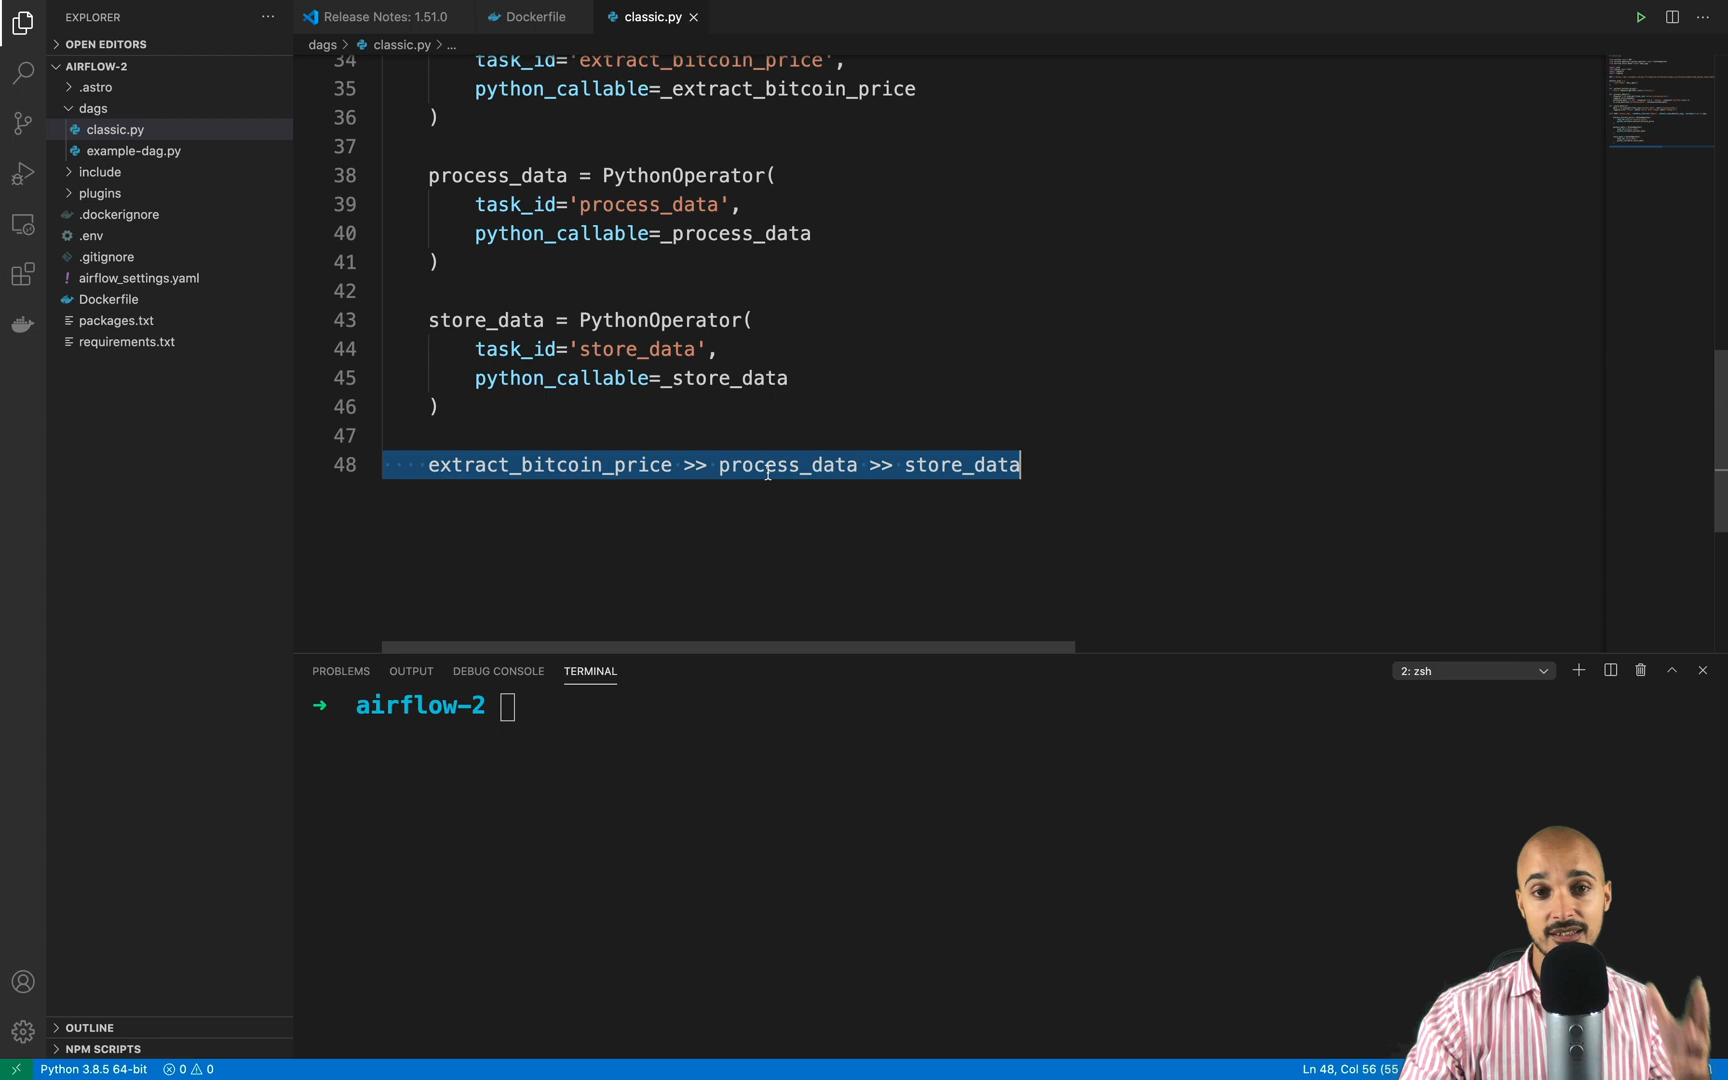 EXPLORER
Release Notes: 1.51.0
Dockerfile
classic.py
OPEN EDITORS
dags
classic.py
...
AIRFLOW-2
.astro
dags
classic.py
example-dag.py
include
plugins
.dockerignore
.env
.gitignore
airflow_settings.yaml
Dockerfile
packages.txt
requirements.txt
34 task_id='extract_bitcoin_price',
35 python_callable=_extract_bitcoin_price
36 )
37
38 process_data = PythonOperator(
39 task_id='process_data',
40 python_callable=_process_data
41 )
42
43 store_data = PythonOperator(
44 task_id='store_data',
45 python_callable=_store_data
46 )
47
48 extract_bitcoin_price >> process_data >> store_data
PROBLEMS OUTPUT DEBUG CONSOLE TERMINAL
2: zsh
airflow-2
OUTLINE
NPM SCRIPTS
Python 3.8.5 64-bit
0 0
Ln 48, Col 56 (55